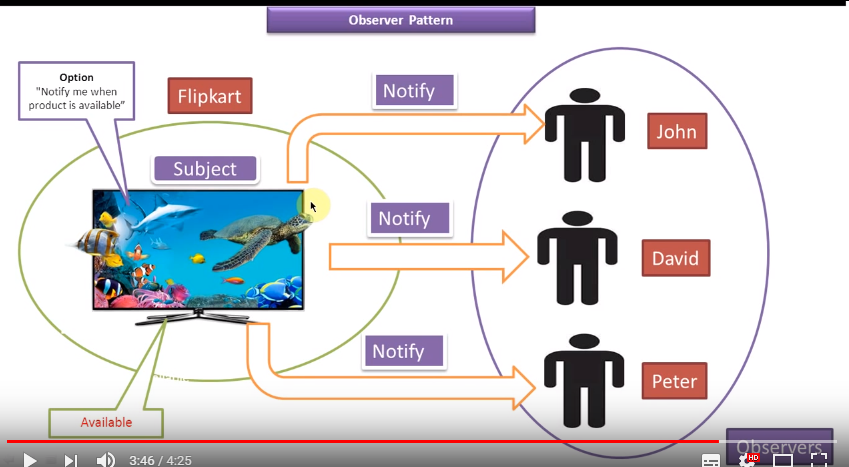 Observer Pattern
Option
"Notify me when
product is available"
Flipkart
Subject
Notify
John
Notify
David
Notify
Peter
Available
Observers
3:46 / 4:25
HD